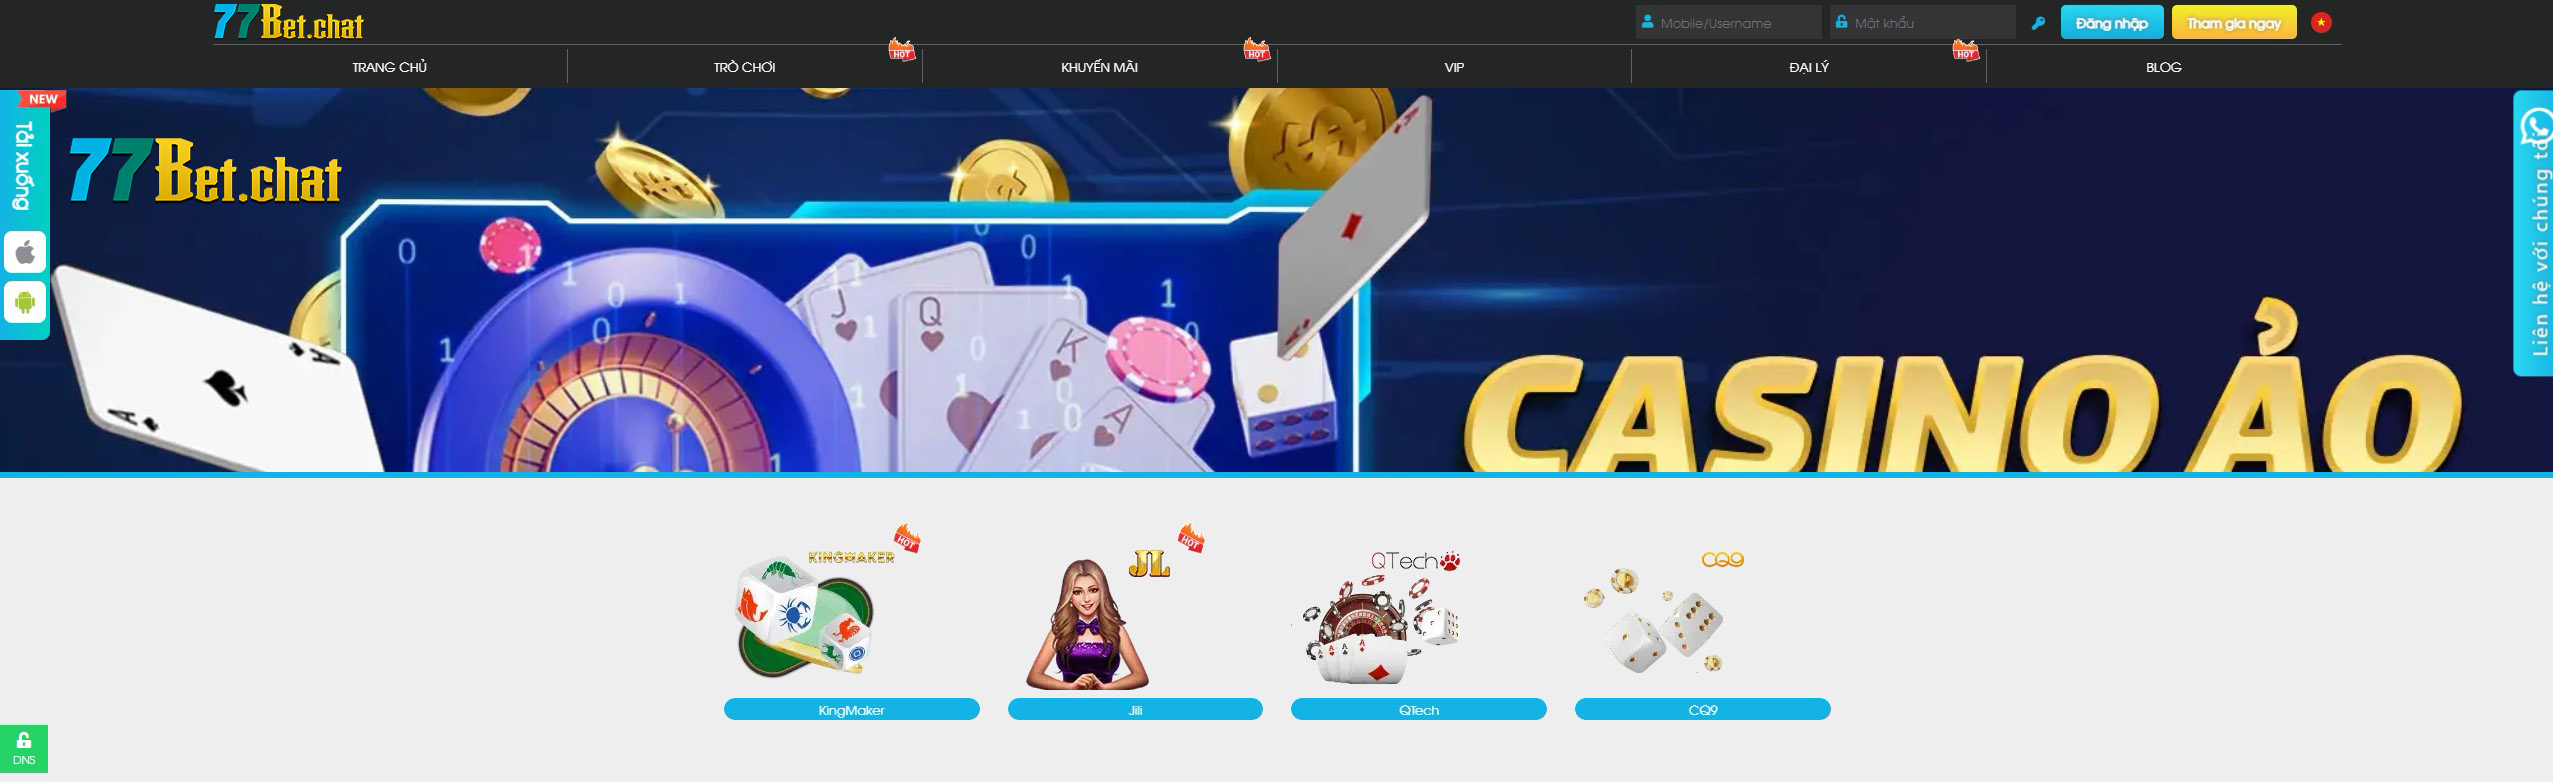 77Bet.chat
Mobile/Username
Mật khẩu
Đăng nhập
Tham gia ngay
TRANG CHỦ
TRÒ CHƠI
HOT
KHUYẾN MÃI
HOT
VIP
ĐẠI LÝ
HOT
BLOG
NEW
Tải xuống
77Bet.chat
Liên hệ với chúng tô
CASINO ẢO
KINGMAKER
HOT
JL
HOT
QTech
CQ9
KingMaker
Jili
QTech
CQ9
DNS